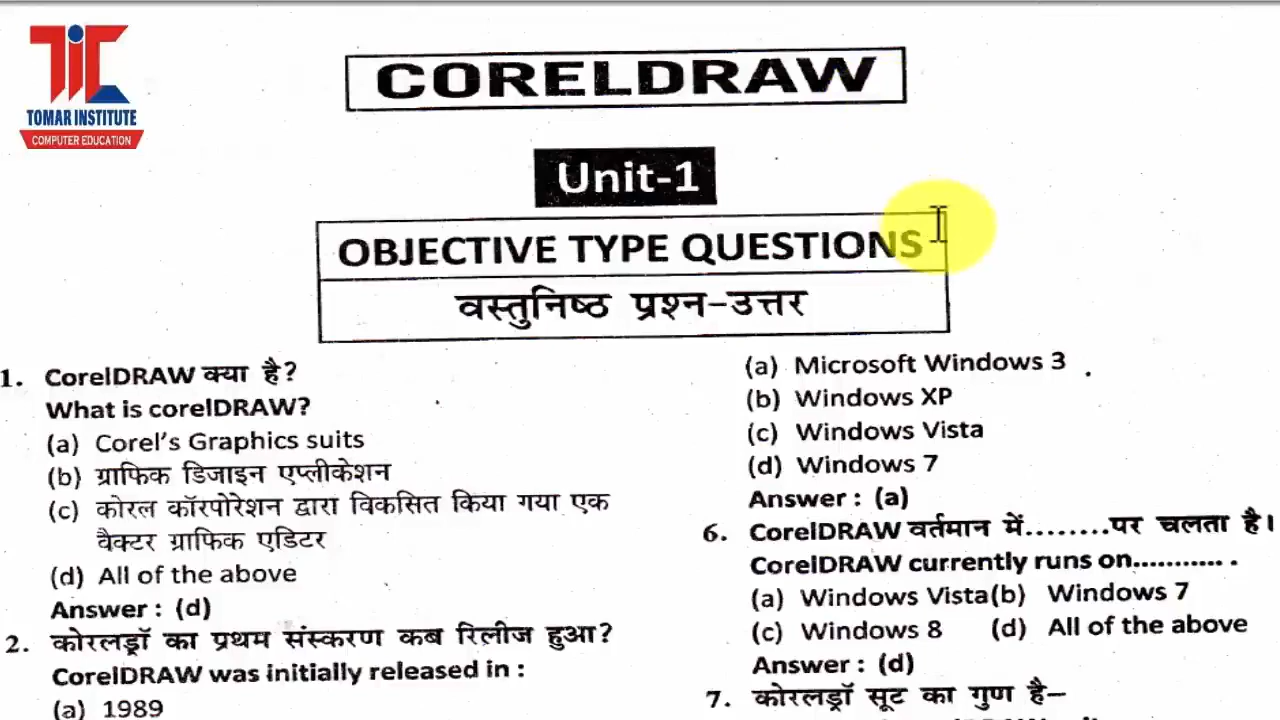 TIC
TOMAR INSTITUTE
COMPUTER EDUCATION
CORELDRAW
Unit-1
OBJECTIVE TYPE QUESTIONS
वस्तुनिष्ठ प्रश्न-उत्तर
1. CorelDRAW क्या है?
What is corelDRAW?
(a) Corel's Graphics suits
(b) ग्राफिक डिजाइन एप्लीकेशन
(c) कोरल कॉरपोरेशन द्वारा विकसित किया गया एक
वैक्टर ग्राफिक एडिटर
(d) All of the above
Answer : (d)
2. कोरलड्रॉ का प्रथम संस्करण कब रिलीज हुआ?
CorelDRAW was initially released in :
(a) 1989
(a) Microsoft Windows 3
(b) Windows XP
(c) Windows Vista
(d) Windows 7
Answer : (a)
6. CorelDRAW वर्तमान में........पर चलता है।
CorelDRAW currently runs on........... .
(a) Windows Vista(b) Windows 7
(c) Windows 8 (d) All of the above
Answer : (d)
7. कोरलड्रॉ सूट का गुण है–